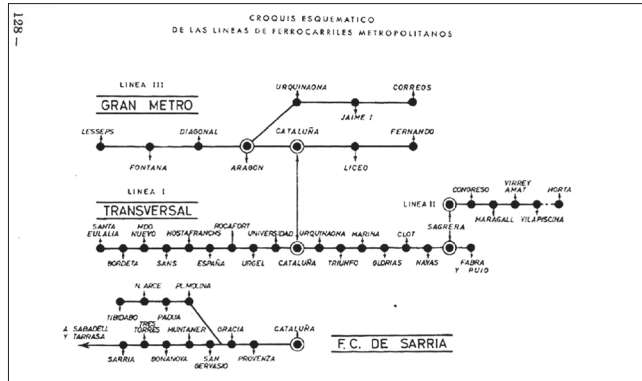 128 —
CROQUIS ESQUEMATICO
DE LAS LINEAS DE FERROCARRILES METROPOLITANOS
LINEA III
GRAN METRO
URQUINAONA
CORREOS
JAIME I
LESSEPS
DIAGONAL
CATALUÑA
FERNANDO
FONTANA
ARAGON
LICEO
LINEA I
TRANSVERSAL
LINEA II
CONGRESO
VIRREY
AMAT
HORTA
MARAGALL
VILAPISCINA
SAGRERA
SANTA
EULALIA
MDO.
NUEVO
HOSTAFRANCHS
ROCAFORT
UNIVERSIDAD
URQUINAONA
MARINA
CLOT
BORDETA
SANS
ESPAÑA
URGEL
CATALUÑA
TRIUNFO
GLORIAS
NAVAS
FABRA
Y PUIG
N. ARCE
PL. MOLINA
TIBIDABO
PADUA
A SABADELL
Y TARRASA
TRES
TORRES
MUNTANER
GRACIA
CATALUÑA
SARRIA
BONANOVA
SAN
GERVASIO
PROVENZA
F. C. DE SARRIA